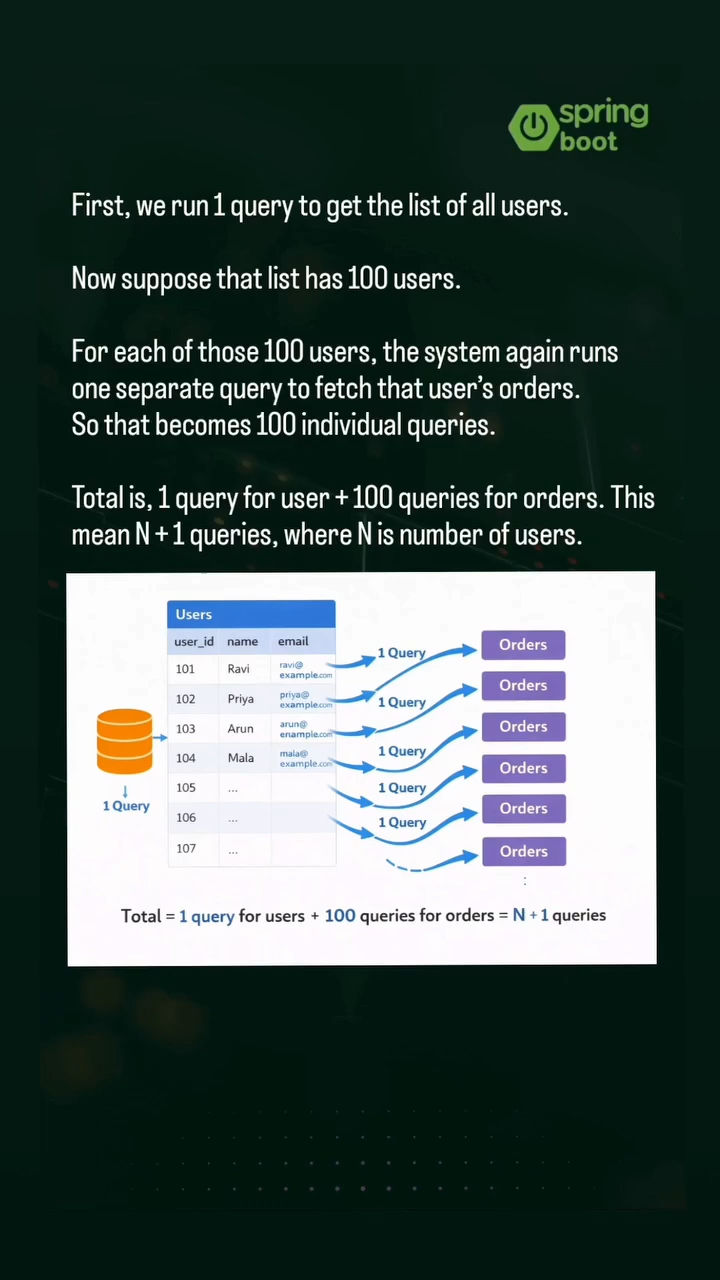 spring
boot
First, we run 1 query to get the list of all users.
Now suppose that list has 100 users.
For each of those 100 users, the system again runs
one separate query to fetch that user's orders.
So that becomes 100 individual queries.
Total is, 1 query for user + 100 queries for orders. This
mean N + 1 queries, where N is number of users.
Users
user_id name email
101 Ravi ravi@
example.com
102 Priya priya@
example.com
103 Arun arun@
enample.com
104 Mala mala@
example.com
105 ...
106 ...
107 ...
1 Query
1 Query
1 Query
1 Query
1 Query
1 Query
Orders
Orders
Orders
Orders
Orders
Orders
:
Total = 1 query for users + 100 queries for orders = N + 1 queries